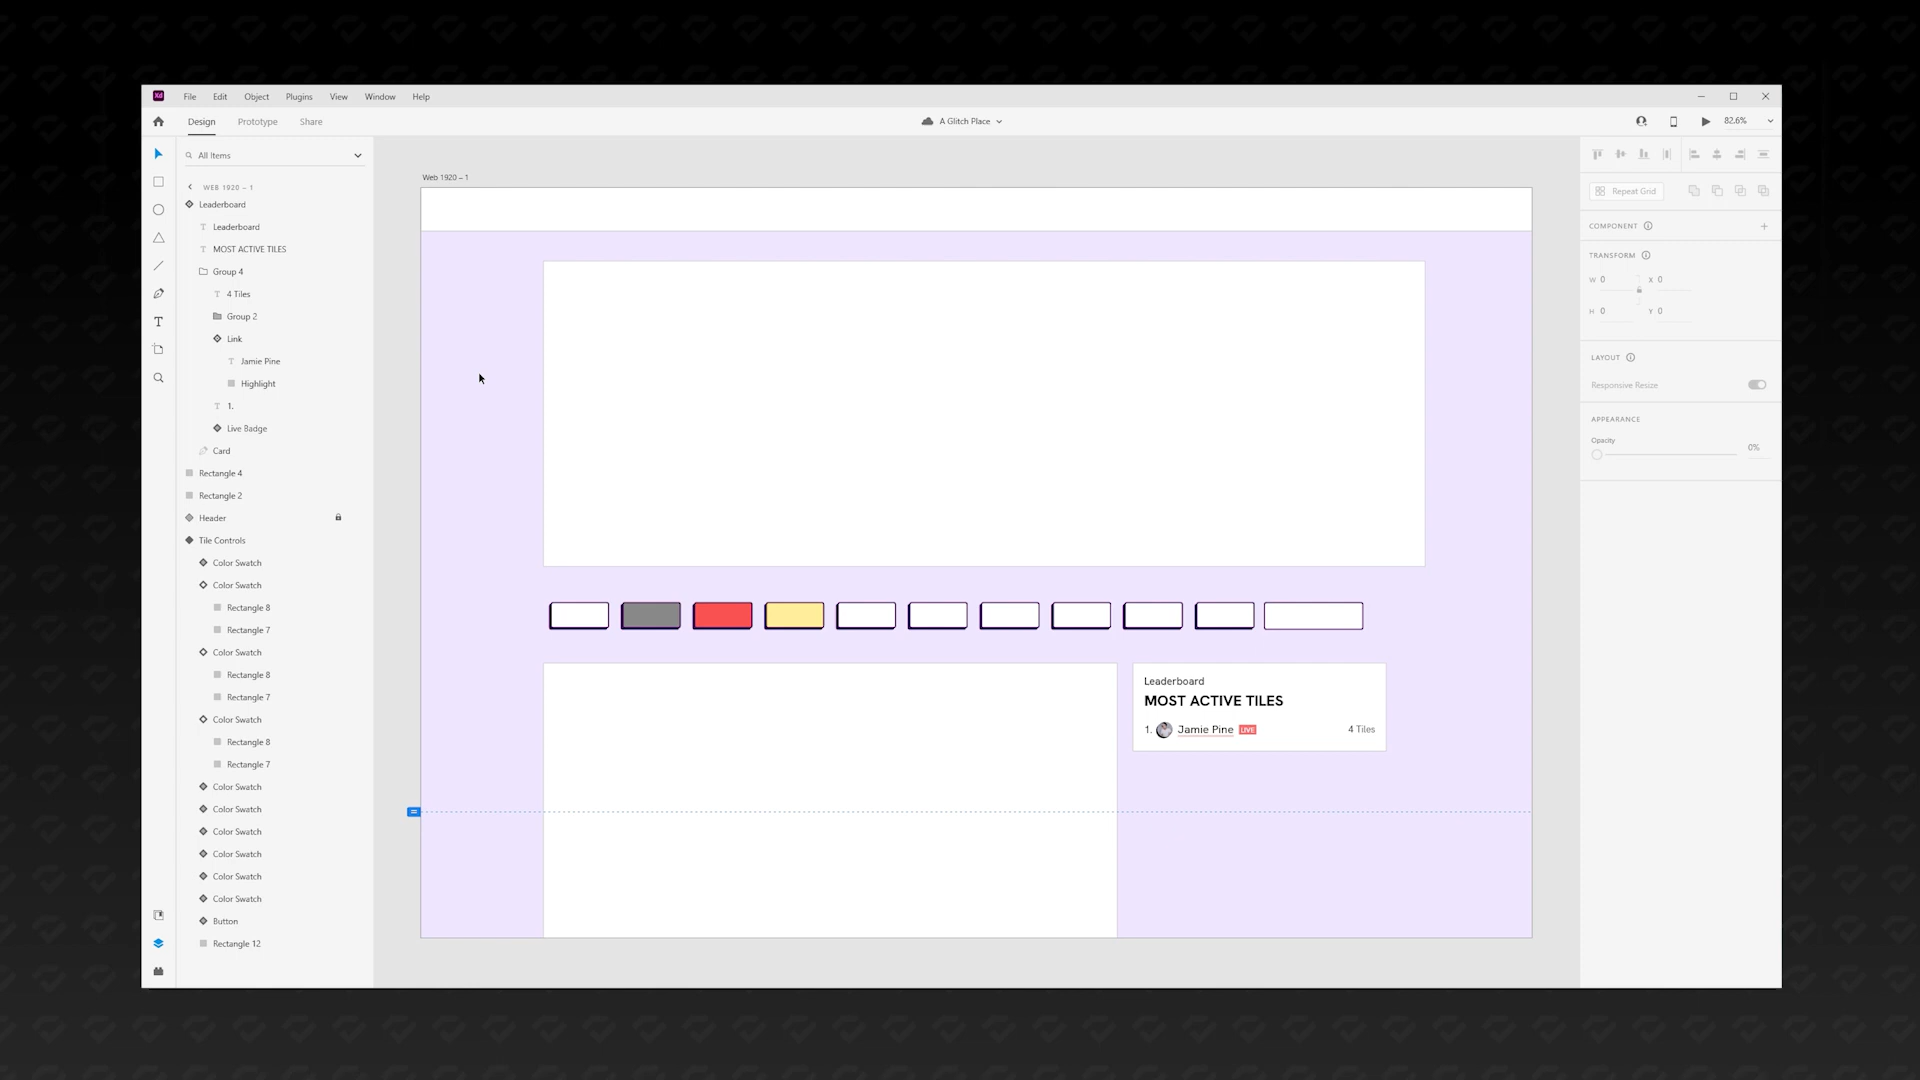 Xd File Edit Object Plugins View Window Help
Design Prototype Share A Glitch Place 82.6%
All Items
WEB 1920 – 1
Leaderboard
Leaderboard
MOST ACTIVE TILES
Group 4
4 Tiles
Group 2
Link
Jamie Pine
Highlight
1.
Live Badge
Card
Rectangle 4
Rectangle 2
Header
Tile Controls
Color Swatch
Color Swatch
Rectangle 8
Rectangle 7
Color Swatch
Rectangle 8
Rectangle 7
Color Swatch
Rectangle 8
Rectangle 7
Color Swatch
Color Swatch
Color Swatch
Color Swatch
Color Swatch
Color Swatch
Button
Rectangle 12
Web 1920 – 1
Leaderboard
MOST ACTIVE TILES
1. Jamie Pine LIVE 4 Tiles
Repeat Grid
COMPONENT
TRANSFORM
W 0 X 0
H 0 Y 0
LAYOUT
Responsive Resize
APPEARANCE
Opacity
0%